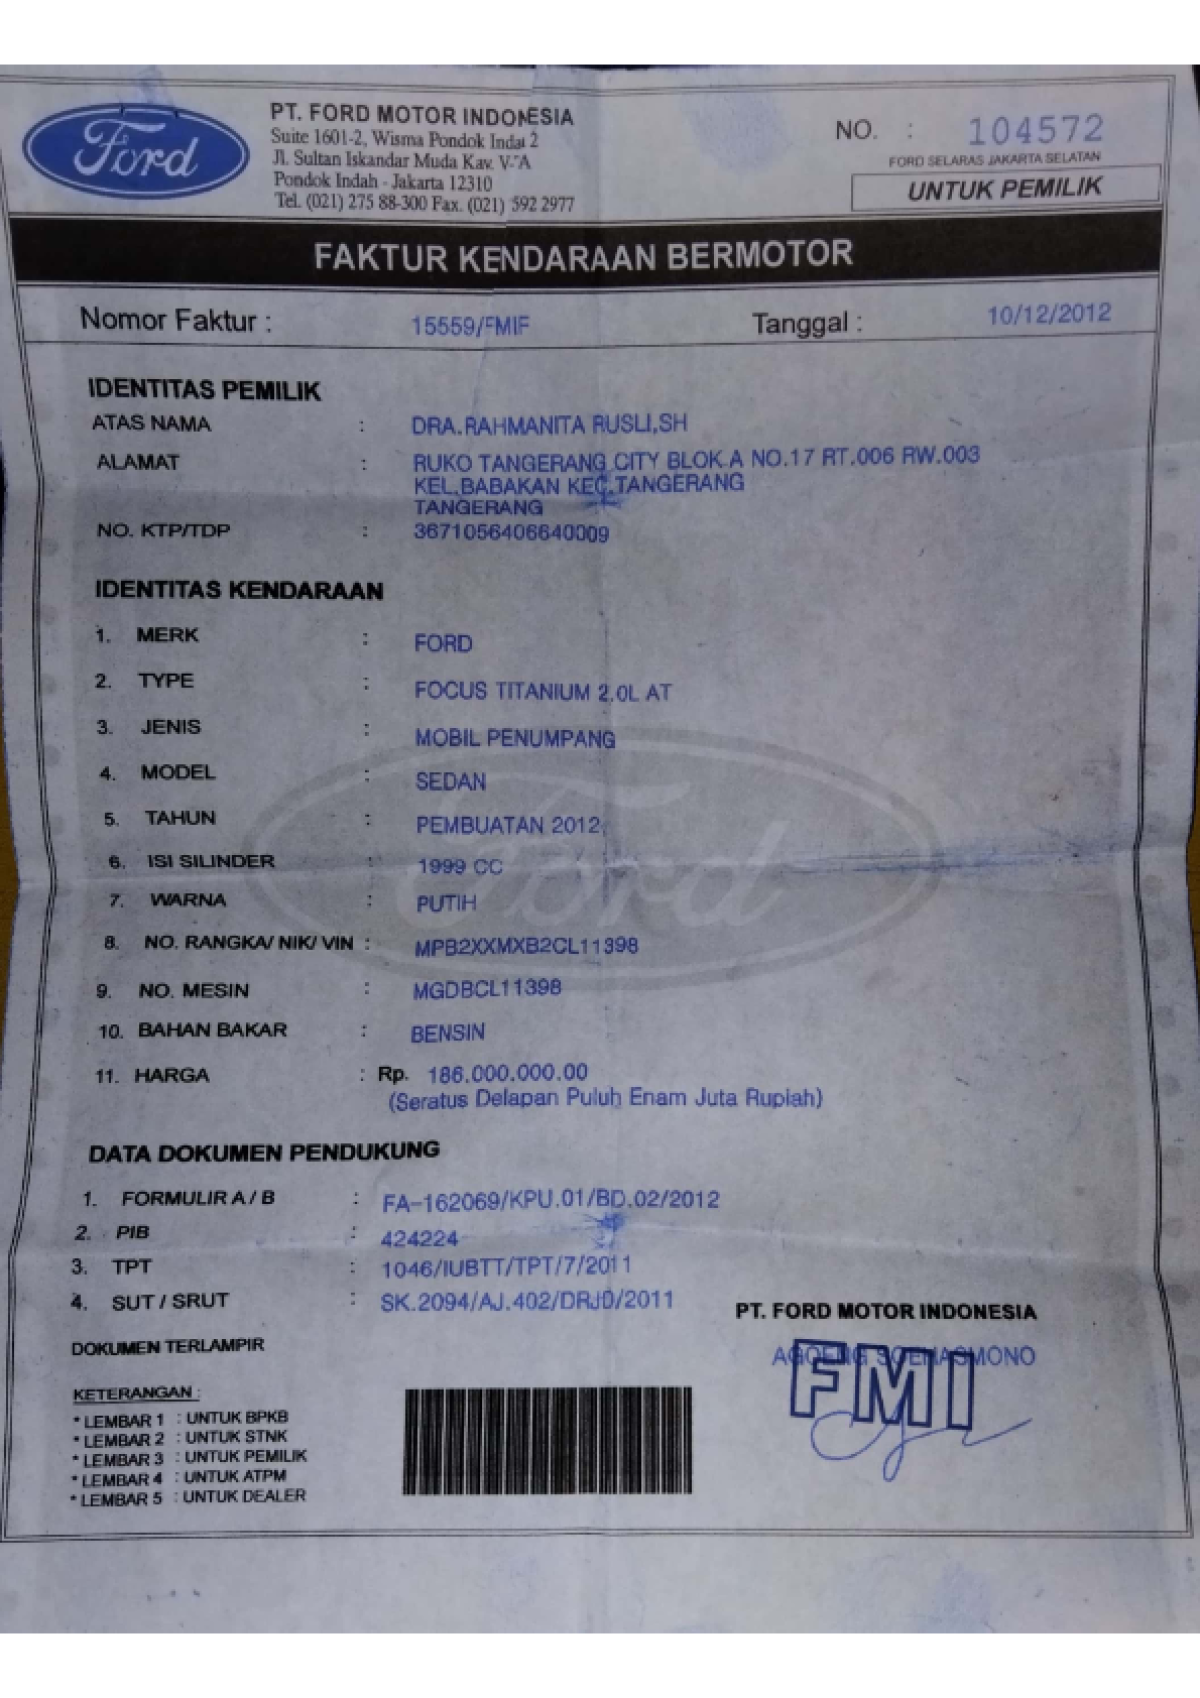 Ford
PT. FORD MOTOR INDONESIA
Suite 1601-2, Wisma Pondok Indah 2
Jl. Sultan Iskandar Muda Kav. V-TA
Pondok Indah - Jakarta 12310
Tel. (021) 275 88-300 Fax. (021) 592 2977
NO. : 104572
FORD SELARAS JAKARTA SELATAN
UNTUK PEMILIK
FAKTUR KENDARAAN BERMOTOR
Nomor Faktur : 15559/FMIF Tanggal : 10/12/2012
IDENTITAS PEMILIK
ATAS NAMA : DRA.RAHMANITA RUSLI,SH
ALAMAT : RUKO TANGERANG CITY BLOK.A NO.17 RT.006 RW.003
KEL.BABAKAN KEC.TANGERANG
TANGERANG
NO. KTP/TDP : 3671056406640009
IDENTITAS KENDARAAN
1. MERK : FORD
2. TYPE : FOCUS TITANIUM 2.0L AT
3. JENIS : MOBIL PENUMPANG
4. MODEL : SEDAN
5. TAHUN : PEMBUATAN 2012,
6. ISI SILINDER : 1999 CC
7. WARNA : PUTIH
8. NO. RANGKA/ NIK/ VIN : MPB2XXMXB2CL11398
9. NO. MESIN : MGDBCL11398
10. BAHAN BAKAR : BENSIN
11. HARGA : Rp. 186.000.000.00
(Seratus Delapan Puluh Enam Juta Rupiah)
Ford
DATA DOKUMEN PENDUKUNG
1. FORMULIR A / B : FA-162069/KPU.01/BD.02/2012
2. PIB : 424224
3. TPT : 1046/IUBTT/TPT/7/2011
4. SUT / SRUT : SK.2094/AJ.402/DRJD/2011
PT. FORD MOTOR INDONESIA
AGOENG SOEMASMONO
FMI
DOKUMEN TERLAMPIR
KETERANGAN :
* LEMBAR 1 : UNTUK BPKB
* LEMBAR 2 : UNTUK STNK
* LEMBAR 3 : UNTUK PEMILIK
* LEMBAR 4 : UNTUK ATPM
* LEMBAR 5 : UNTUK DEALER